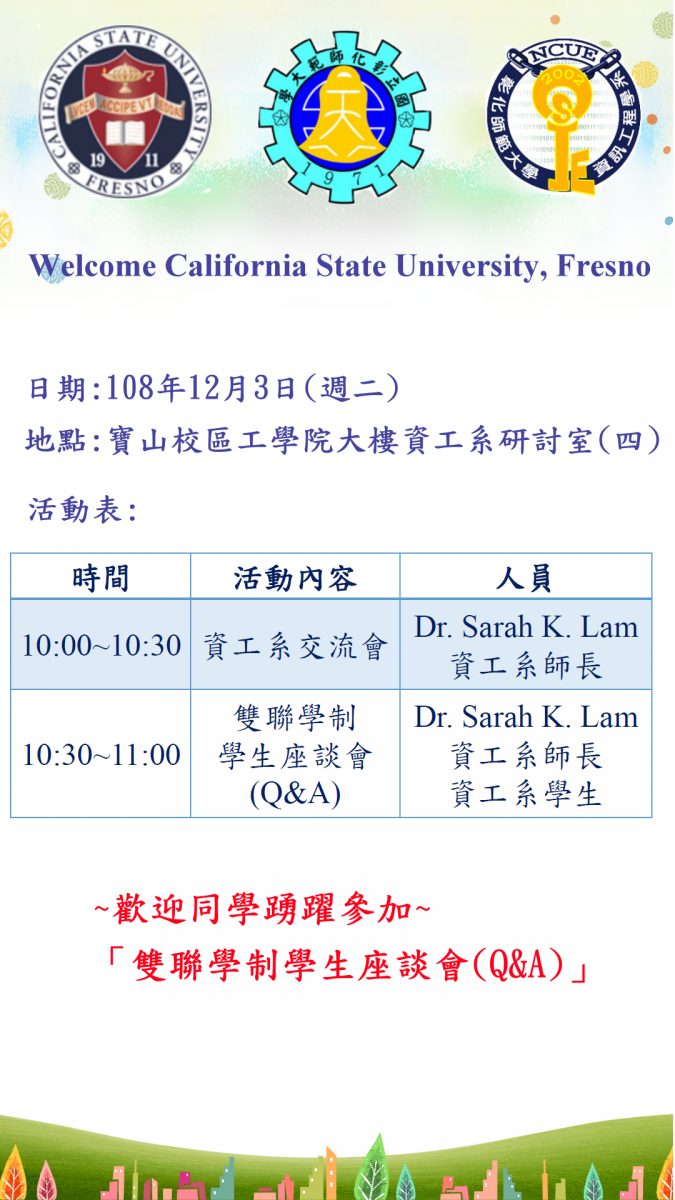 CALIFORNIA STATE UNIVERSITY, FRESNO
LVCEM ACCIPE VT REDDAS
19 11
國立彰化師範大學
1971
NCUE
2002
彰化師範大學 資訊工程學系
Welcome California State University, Fresno
日期:108年12月3日(週二)
地點:寶山校區工學院大樓資工系研討室(四)
活動表:
時間 活動內容 人員
10:00~10:30 資工系交流會 Dr. Sarah K. Lam
資工系師長
10:30~11:00 雙聯學制
學生座談會
(Q&A) Dr. Sarah K. Lam
資工系師長
資工系學生
~歡迎同學踴躍參加~
「雙聯學制學生座談會(Q&A)」